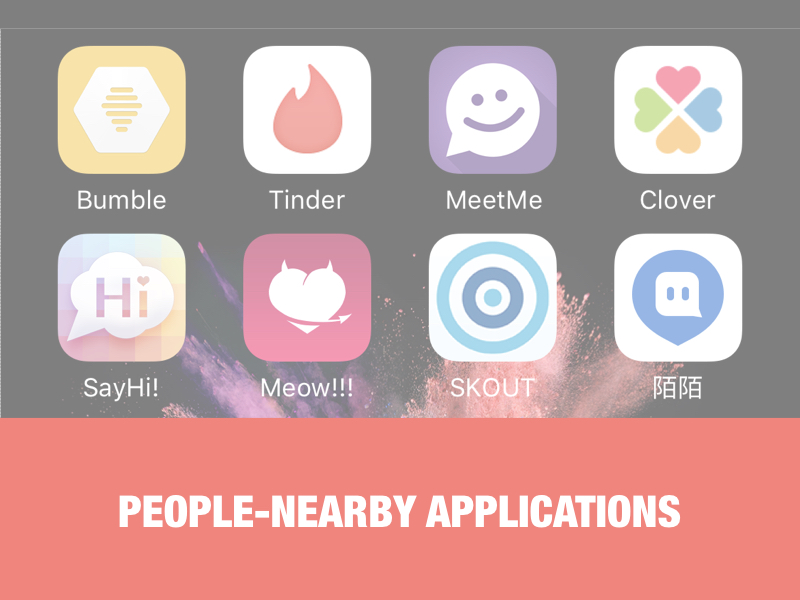 Bumble
Tinder
MeetMe
Clover
Hi
SayHi!
Meow!!!
SKOUT
陌陌
PEOPLE-NEARBY APPLICATIONS